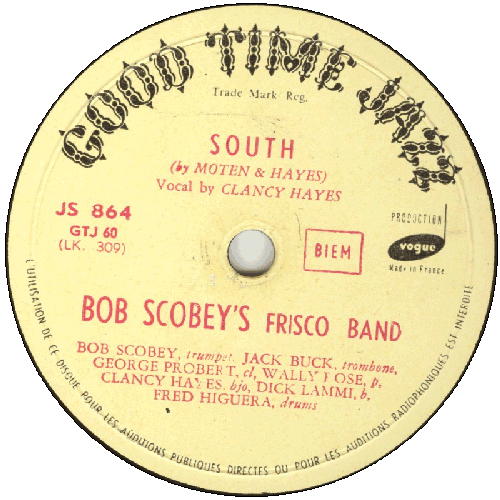 GOOD TIME JAZZ
Trade Mark Reg.
SOUTH
(by MOTEN & HAYES)
Vocal by CLANCY HAYES
JS 864
GTJ 60
(LK. 309)
BIEM
PRODUCTION
vogue
Made in France
BOB SCOBEY'S FRISCO BAND
BOB SCOBEY, trumpet, JACK BUCK, trombone,
GEORGE PROBERT, cl, WALLY ROSE, p.
CLANCY HAYES, bjo, DICK LAMMI, b,
FRED HIGUERA, drums
L'UTILISATION DE CE DISQUE POUR LES AUDITIONS PUBLIQUES DIRECTES OU POUR LES AUDITIONS RADIOPHONIQUES EST INTERDITE